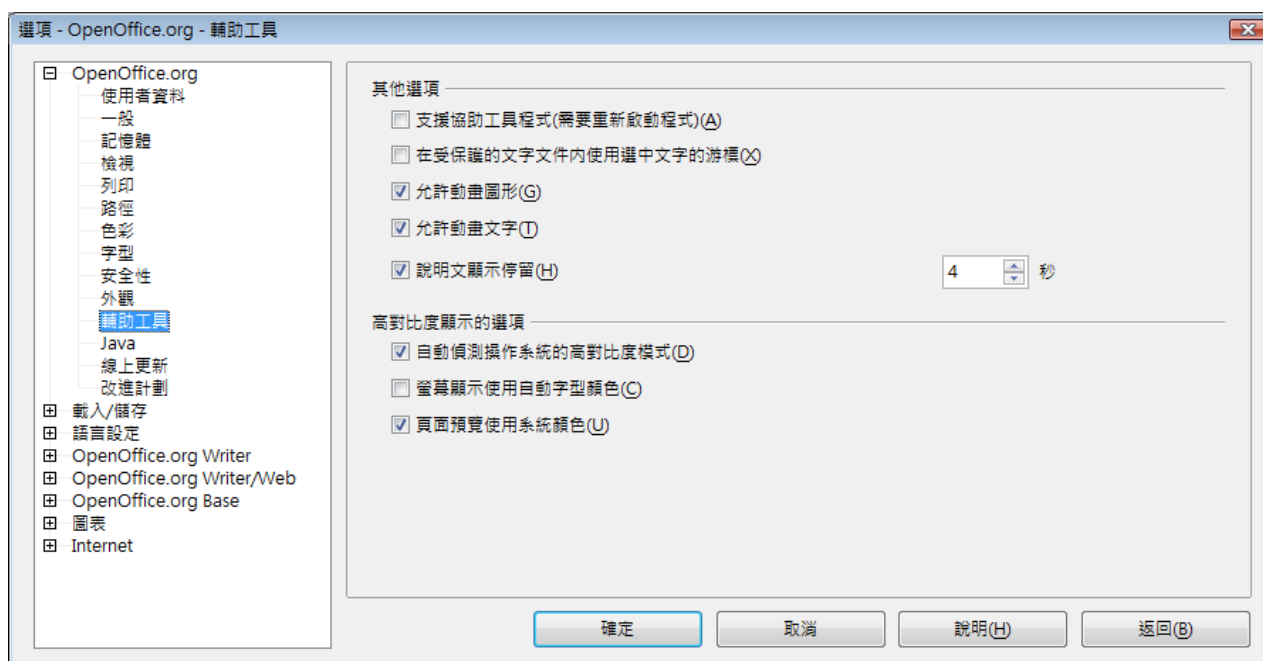 選項 - OpenOffice.org - 輔助工具
OpenOffice.org
使用者資料
一般
記憶體
檢視
列印
路徑
色彩
字型
安全性
外觀
輔助工具
Java
線上更新
改進計劃
載入/儲存
語言設定
OpenOffice.org Writer
OpenOffice.org Writer/Web
OpenOffice.org Base
圖表
Internet
其他選項
支援協助工具程式(需要重新啟動程式)(A)
在受保護的文字文件內使用選中文字的游標(X)
允許動畫圖形(G)
允許動畫文字(T)
說明文顯示停留(H) 4 秒
高對比度顯示的選項
自動偵測操作系統的高對比度模式(D)
螢幕顯示使用自動字型顏色(C)
頁面預覽使用系統顏色(U)
確定 取消 說明(H) 返回(B)